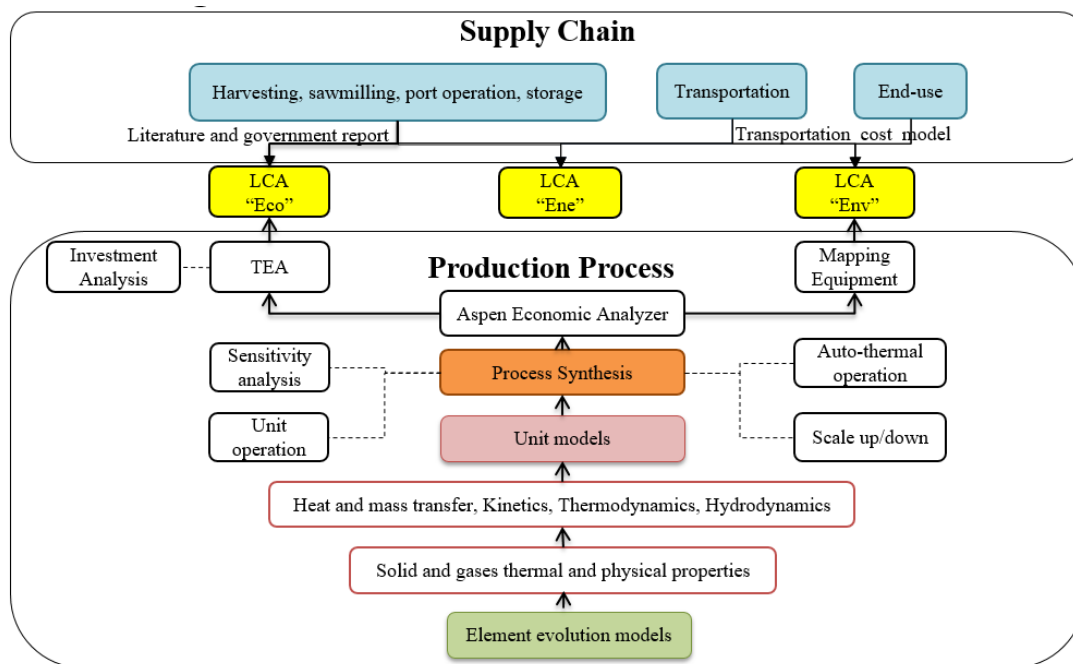 Supply Chain
Harvesting, sawmilling, port operation, storage
Transportation
End-use
Literature and government report
Transportation cost model
LCA
“Eco”
LCA
“Ene”
LCA
“Env”
Investment
Analysis
TEA
Production Process
Mapping
Equipment
Aspen Economic Analyzer
Sensitivity
analysis
Process Synthesis
Auto-thermal
operation
Unit
operation
Unit models
Scale up/down
Heat and mass transfer, Kinetics, Thermodynamics, Hydrodynamics
Solid and gases thermal and physical properties
Element evolution models